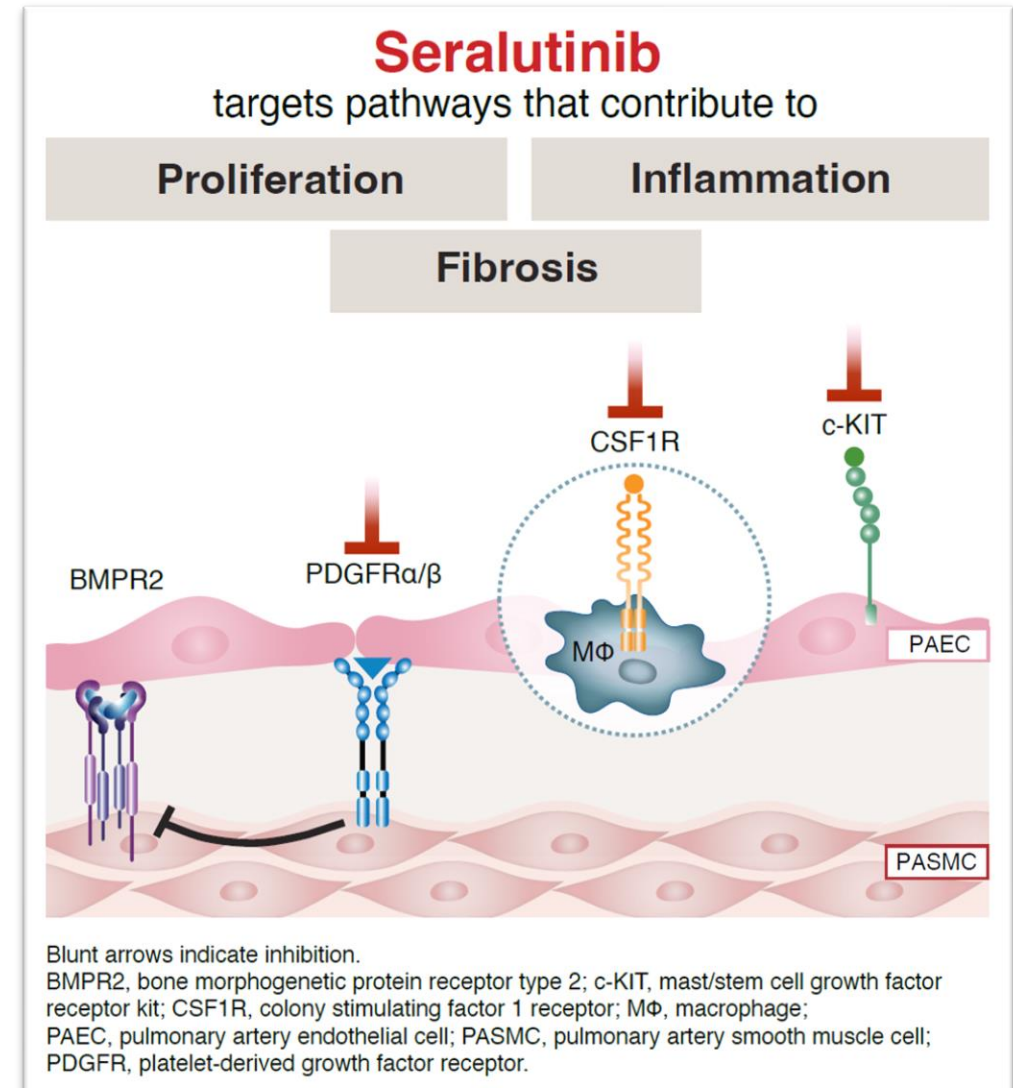 Seralutinib
targets pathways that contribute to
Proliferation
Inflammation
Fibrosis
CSF1R
c-KIT
PDGFRα/β
BMPR2
MΦ
PAEC
PASMC
Blunt arrows indicate inhibition.
BMPR2, bone morphogenetic protein receptor type 2; c-KIT, mast/stem cell growth factor
receptor kit; CSF1R, colony stimulating factor 1 receptor; MΦ, macrophage;
PAEC, pulmonary artery endothelial cell; PASMC, pulmonary artery smooth muscle cell;
PDGFR, platelet-derived growth factor receptor.